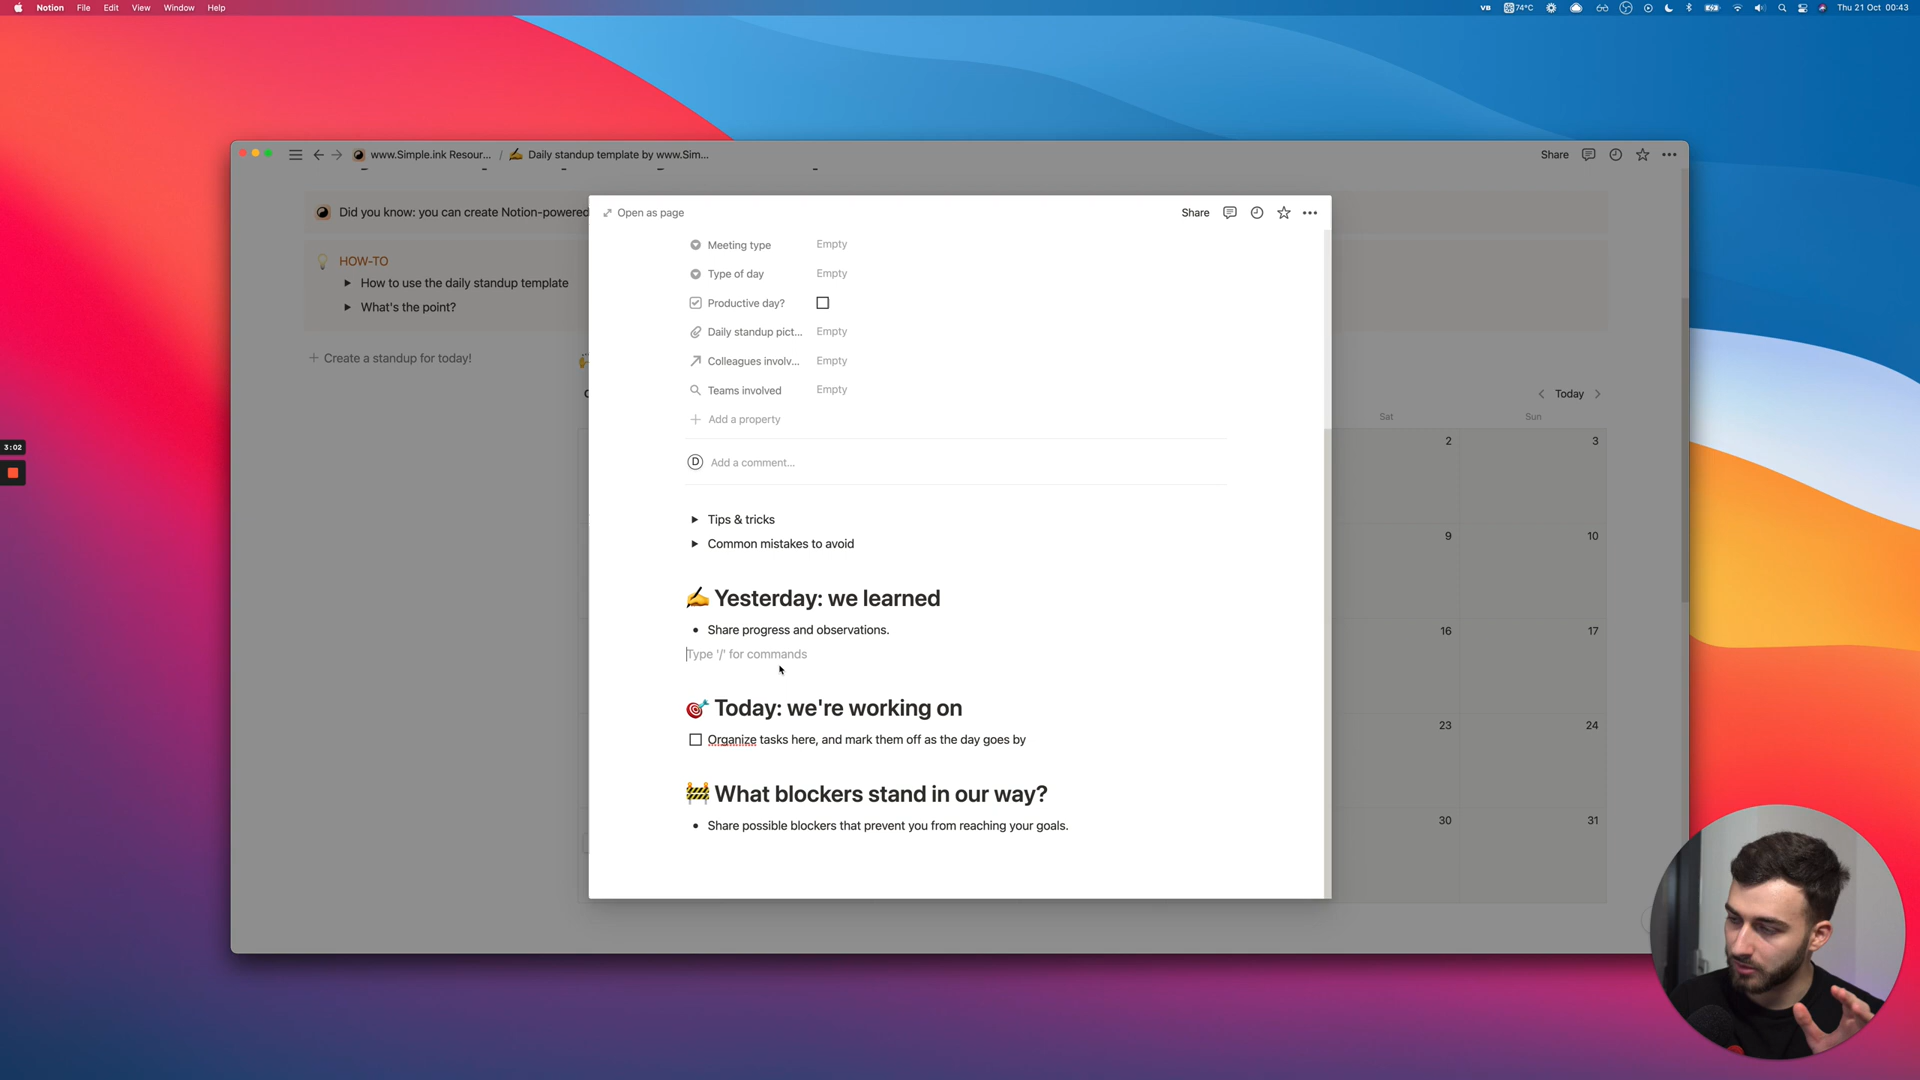 Notion File Edit View Window Help
VB 74°C Thu 21 Oct 00:43
www.Simple.ink Resour... / Daily standup template by www.Sim...
Share
Did you know: you can create Notion-powered
HOW-TO
How to use the daily standup template
What's the point?
+ Create a standup for today!
Open as page
Share
Meeting type Empty
Type of day Empty
Productive day?
Daily standup pict... Empty
Colleagues involv... Empty
Teams involved Empty
+ Add a property
D Add a comment...
Tips & tricks
Common mistakes to avoid
✍️ Yesterday: we learned
• Share progress and observations.
Type '/' for commands
🎯 Today: we're working on
Organize tasks here, and mark them off as the day goes by
🚧 What blockers stand in our way?
• Share possible blockers that prevent you from reaching your goals.
Today
Sat Sun
2 3
9 10
16 17
23 24
30 31
3:02